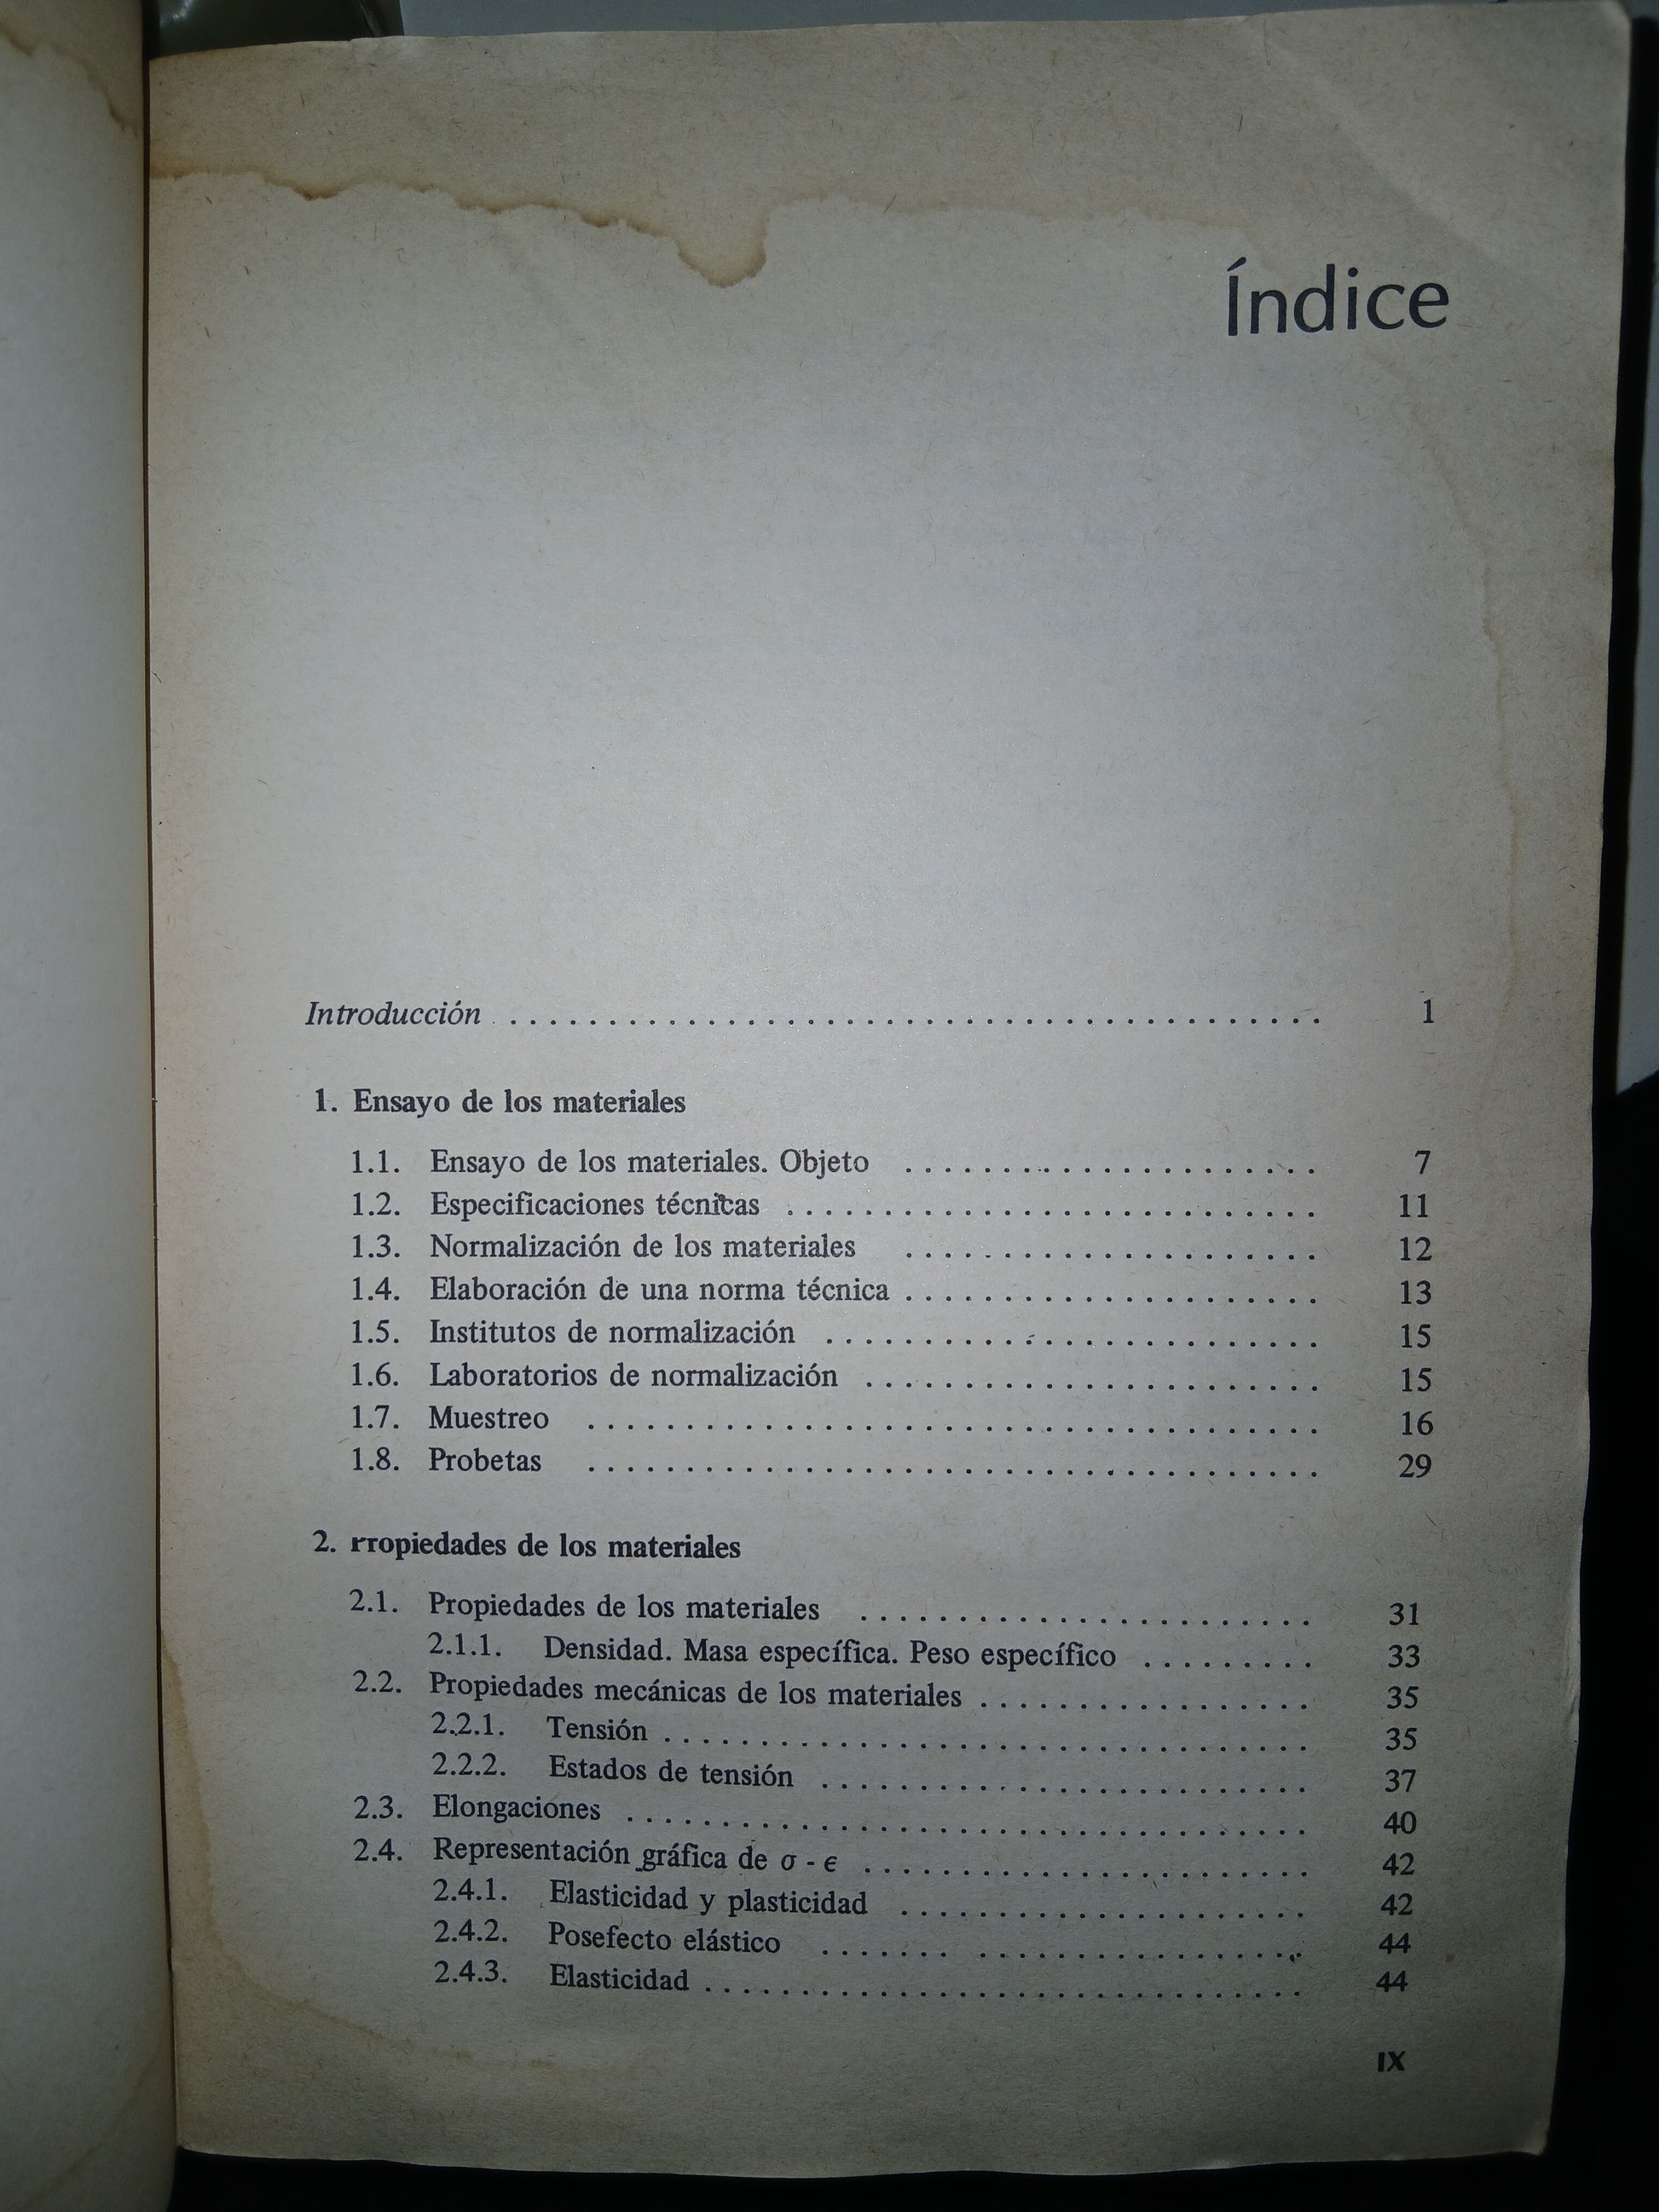 Índice
Introducción . . . . . . . . . . . . . . . . . . . . . . . . . . . . . . . . 1
1. Ensayo de los materiales
1.1. Ensayo de los materiales. Objeto . . . . . . . . . . . . . . . . . . . . . 7
1.2. Especificaciones técnicas . . . . . . . . . . . . . . . . . . . . . 11
1.3. Normalización de los materiales . . . . . . . . . . . . . . . . . 12
1.4. Elaboración de una norma técnica . . . . . . . . . . . . . . . . . 13
1.5. Institutos de normalización . . . . . . . . . . . . . . . . . . . 15
1.6. Laboratorios de normalización . . . . . . . . . . . . . . . . . . 15
1.7. Muestreo . . . . . . . . . . . . . . . . . . . . . . . . . . . . 16
1.8. Probetas . . . . . . . . . . . . . . . . . . . . . . . . . . . . 29
2. Propiedades de los materiales
2.1. Propiedades de los materiales . . . . . . . . . . . . . . . . . . 31
2.1.1. Densidad. Masa específica. Peso específico . . . . . . . . . 33
2.2. Propiedades mecánicas de los materiales . . . . . . . . . . . . . 35
2.2.1. Tensión . . . . . . . . . . . . . . . . . . . . . . . . . 35
2.2.2. Estados de tensión . . . . . . . . . . . . . . . . . . . 37
2.3. Elongaciones . . . . . . . . . . . . . . . . . . . . . . . . . . 40
2.4. Representación gráfica de σ - ϵ . . . . . . . . . . . . . . . . . 42
2.4.1. Elasticidad y plasticidad . . . . . . . . . . . . . . . . 42
2.4.2. Posefecto elástico . . . . . . . . . . . . . . . . . . . 44
2.4.3. Elasticidad . . . . . . . . . . . . . . . . . . . . . . . 44
IX